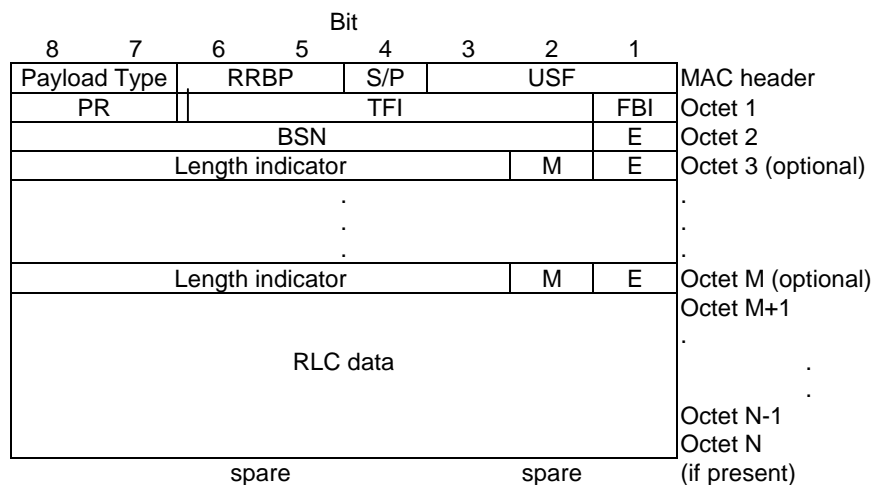 Bit
8 7 6 5 4 3 2 1
Payload Type RRBP S/P USF MAC header
PR TFI FBI Octet 1
BSN E Octet 2
Length indicator M E Octet 3 (optional)
. .
. .
. .
Length indicator M E Octet M (optional)
Octet M+1
.
RLC data .
.
Octet N-1
Octet N
spare spare (if present)